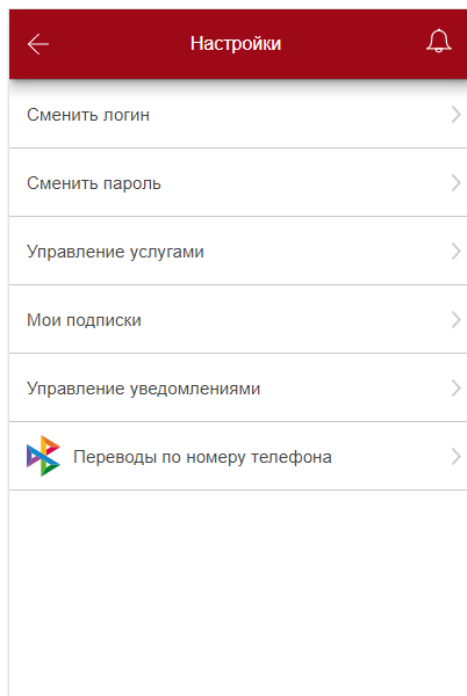 Настройки
Сменить логин
Сменить пароль
Управление услугами
Мои подписки
Управление уведомлениями
Переводы по номеру телефона